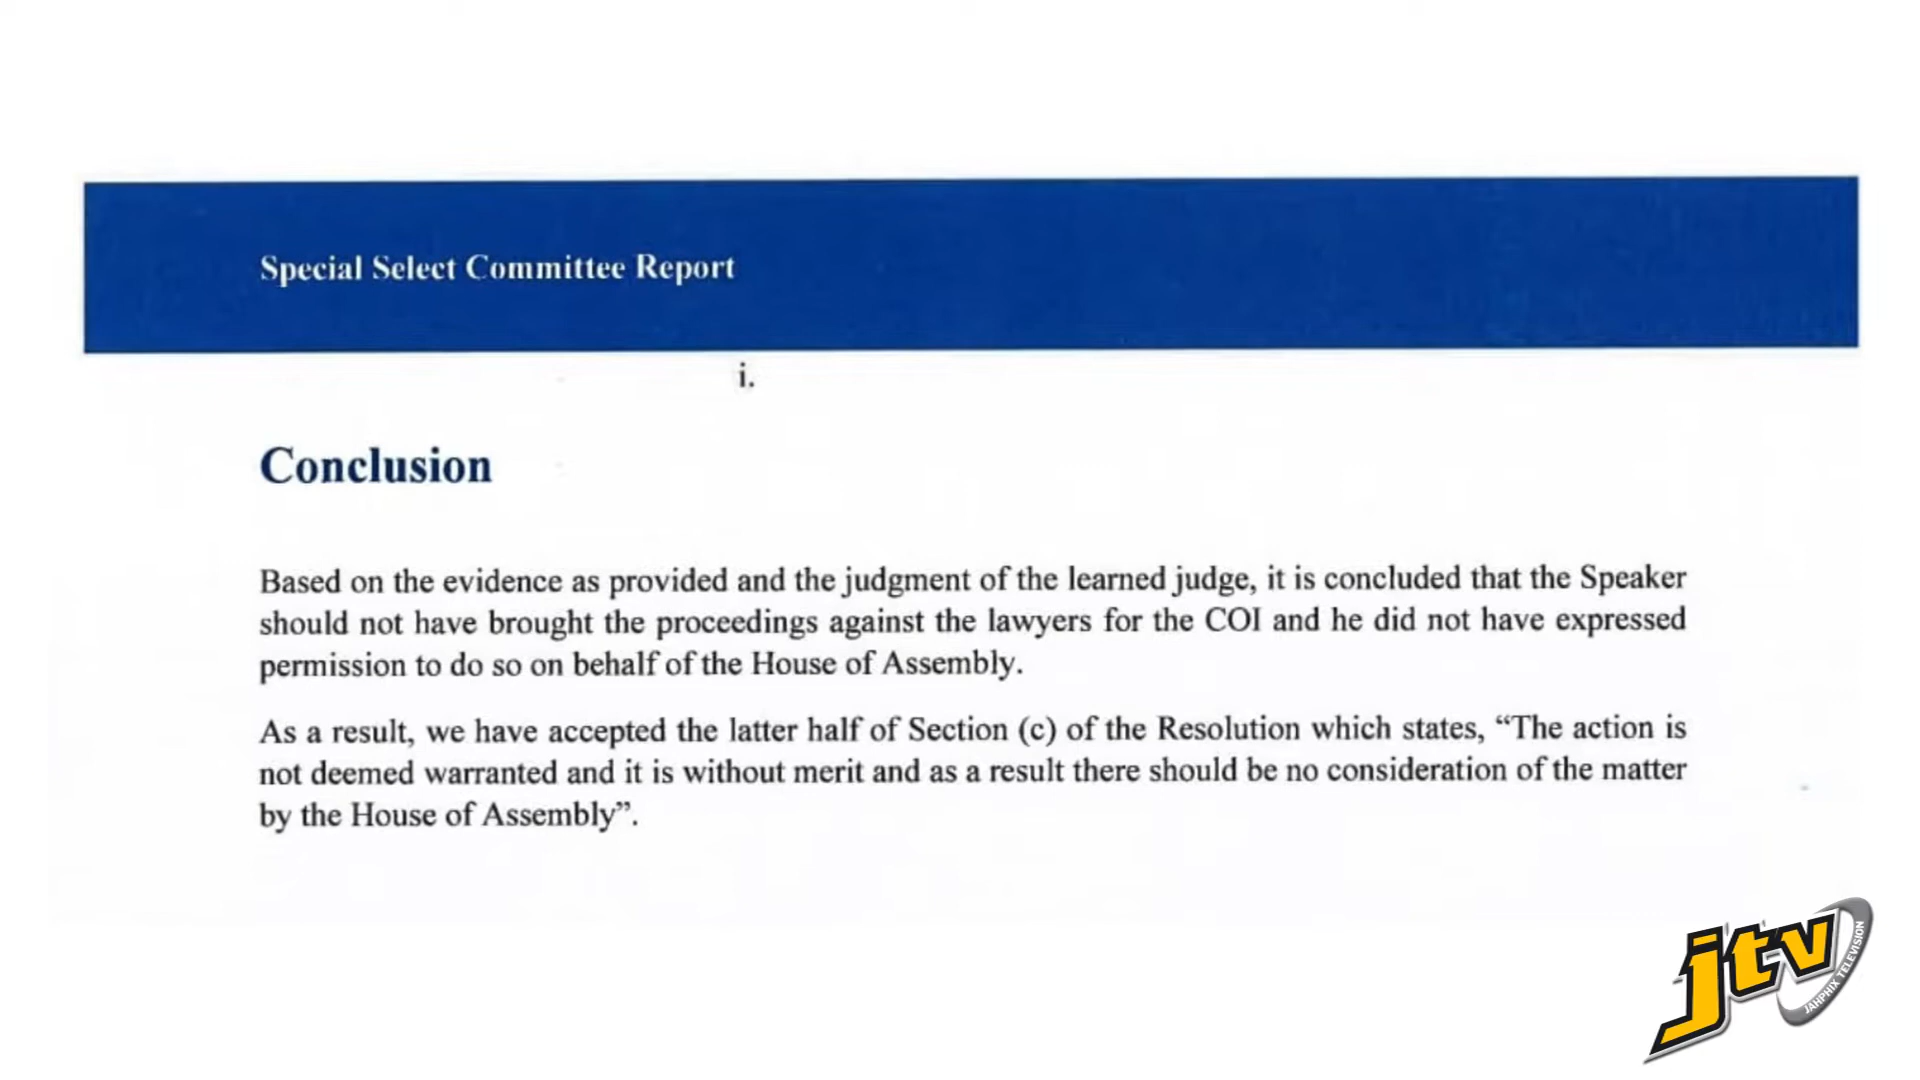 Special Select Committee Report
i.
Conclusion
Based on the evidence as provided and the judgment of the learned judge, it is concluded that the Speaker
should not have brought the proceedings against the lawyers for the COI and he did not have expressed
permission to do so on behalf of the House of Assembly.
As a result, we have accepted the latter half of Section (c) of the Resolution which states, “The action is
not deemed warranted and it is without merit and as a result there should be no consideration of the matter
by the House of Assembly”.
jtv
JAHPHIX TELEVISION